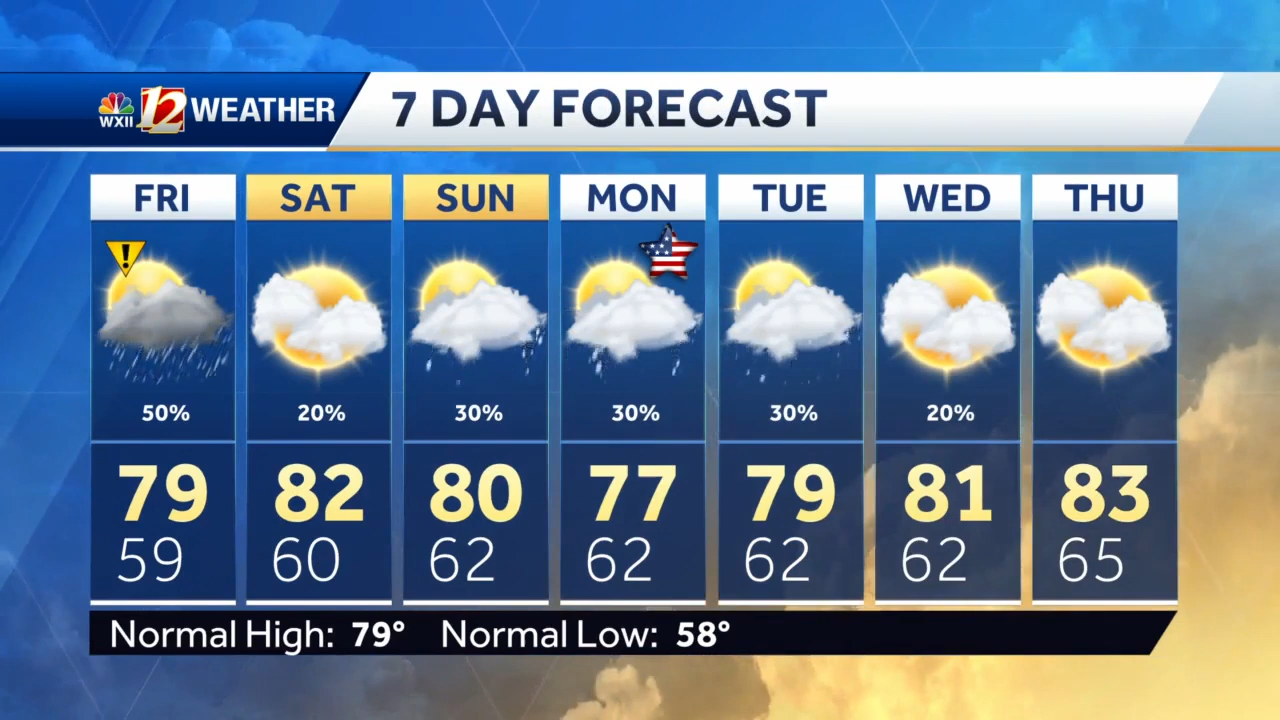 WXII 12 WEATHER 7 DAY FORECAST
FRI SAT SUN MON TUE WED THU
!
50% 20% 30% 30% 30% 20%
79 82 80 77 79 81 83
59 60 62 62 62 62 65
Normal High: 79° Normal Low: 58°